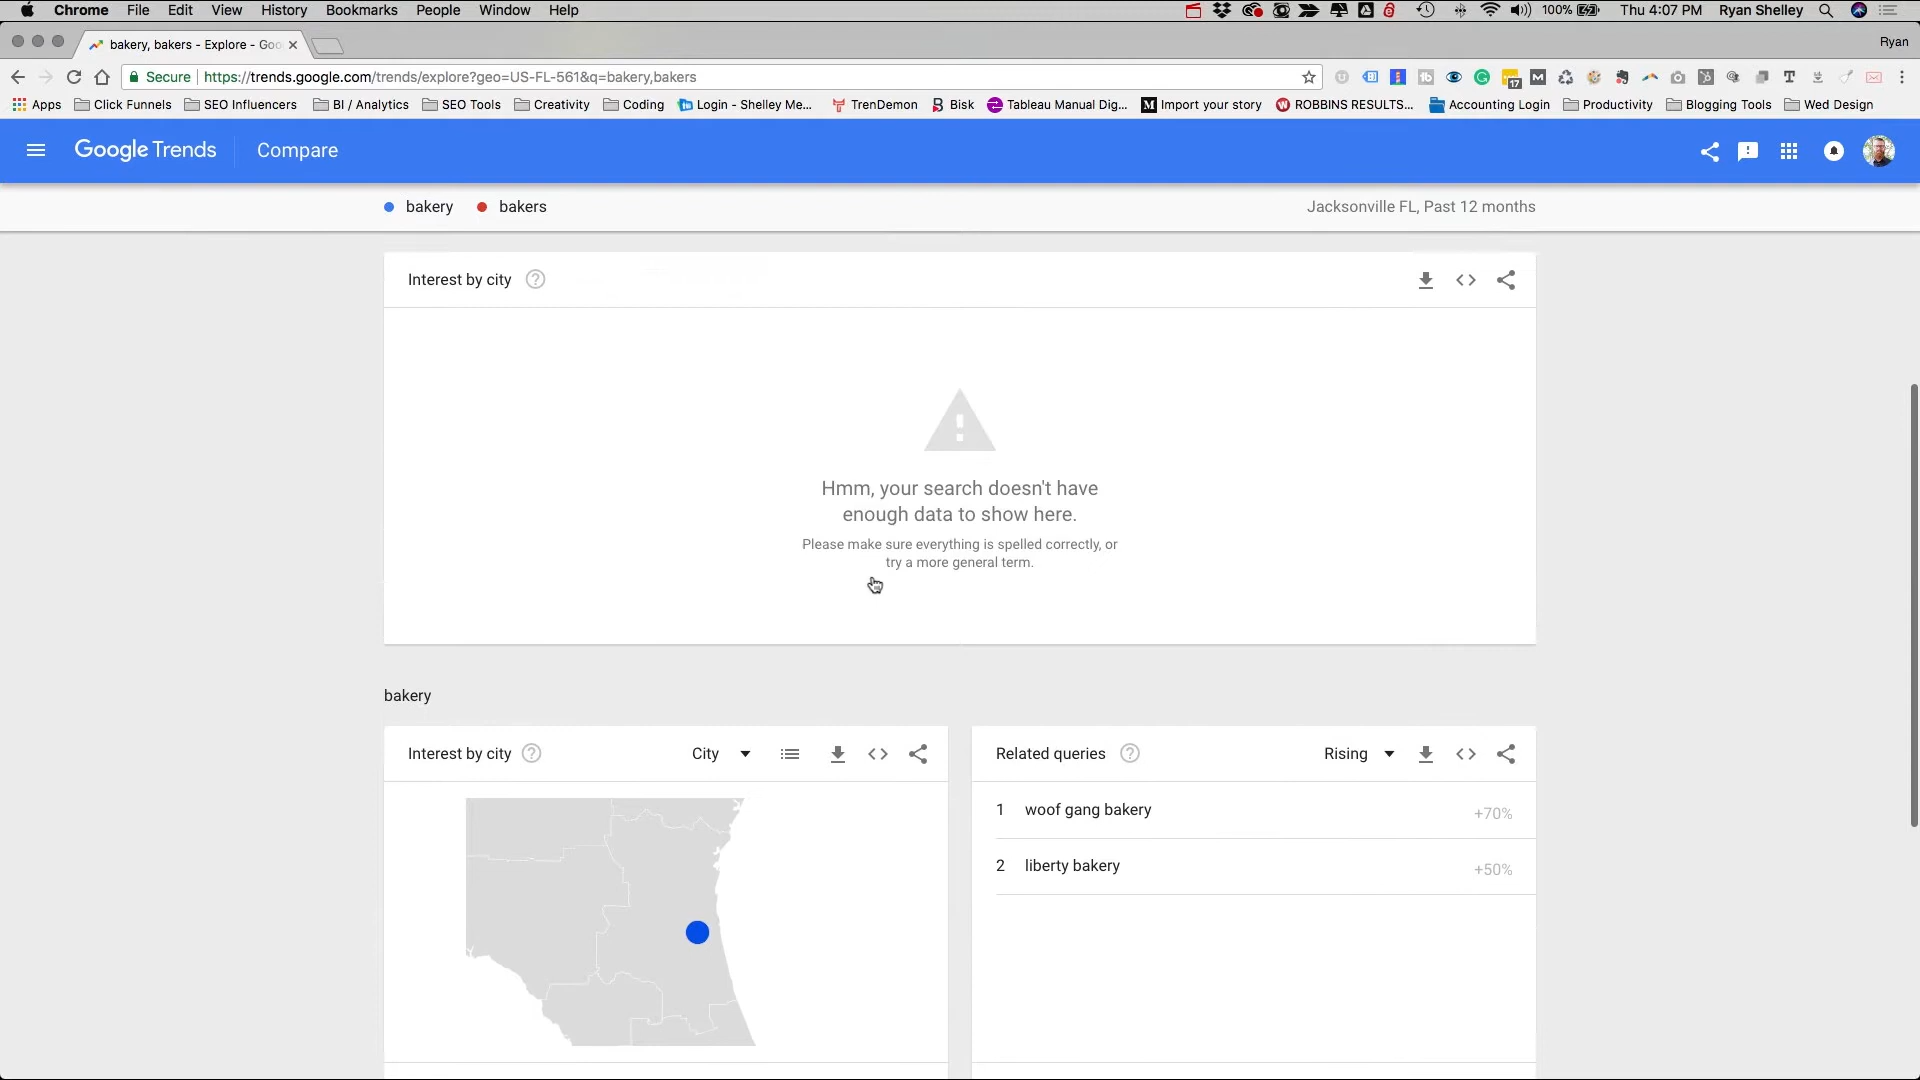 Chrome File Edit View History Bookmarks People Window Help 100% Thu 4:07 PM Ryan Shelley
bakery, bakers - Explore - Goo Ryan
Secure https://trends.google.com/trends/explore?geo=US-FL-561&q=bakery,bakers
Apps Click Funnels SEO Influencers BI / Analytics SEO Tools Creativity Coding Login - Shelley Me... TrenDemon Bisk Tableau Manual Dig... Import your story ROBBINS RESULTS... Accounting Login Productivity Blogging Tools Wed Design
Google Trends Compare
bakery bakers Jacksonville FL, Past 12 months
Interest by city
Hmm, your search doesn't have
enough data to show here.
Please make sure everything is spelled correctly, or
try a more general term.
bakery
Interest by city City
Related queries Rising
1 woof gang bakery +70%
2 liberty bakery +50%